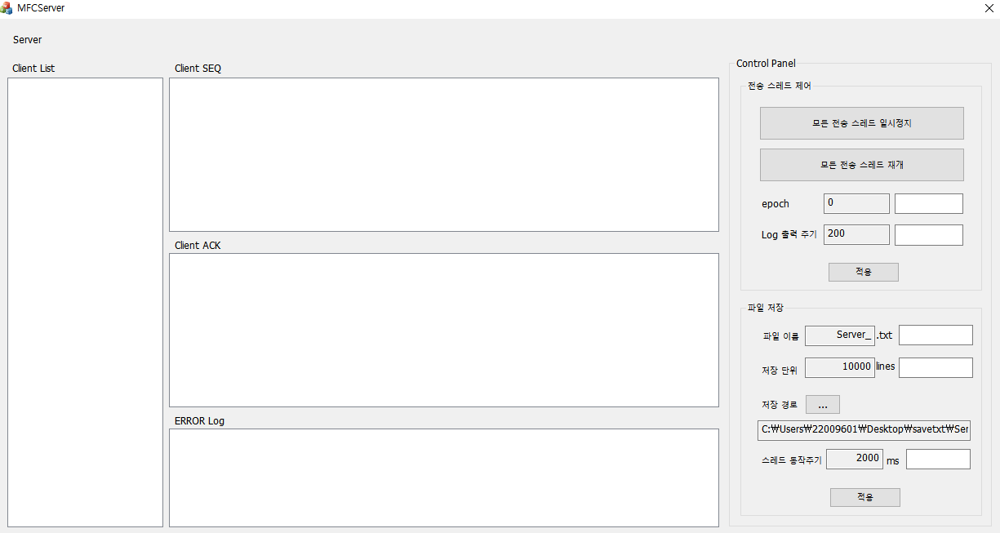 MFCServer
Server
Client List
Client SEQ
Client ACK
ERROR Log
Control Panel
전송 스레드 제어
모든 전송 스레드 일시정지
모든 전송 스레드 재개
epoch 0
Log 출력 주기 200
적용
파일 저장
파일 이름 Server_ .txt
저장 단위 10000 lines
저장 경로 ...
C:₩Users₩22009601₩Desktop₩savetxt₩Ser
스레드 동작주기 2000 ms
적용